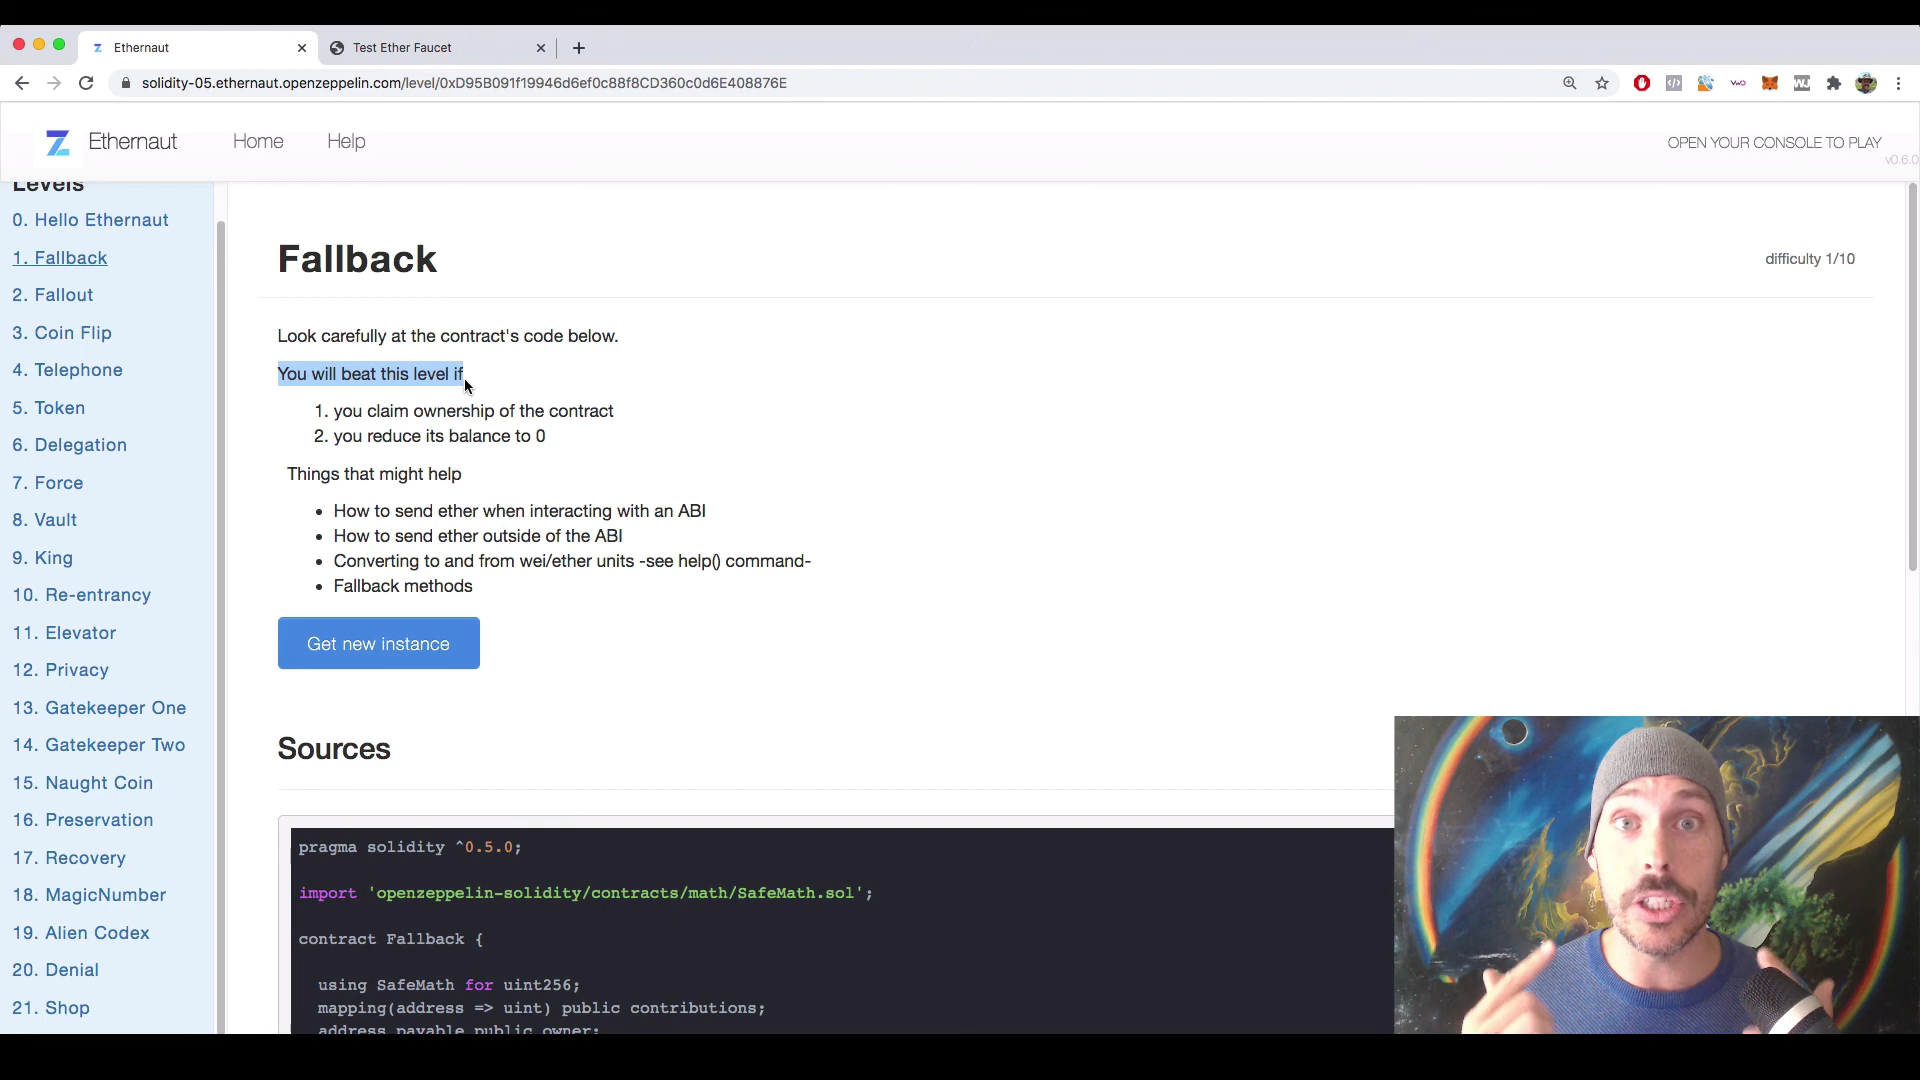 Ethernaut
Test Ether Faucet
solidity-05.ethernaut.openzeppelin.com/level/0xD95B091f19946d6ef0c88f8CD360c0d6E408876E
Ethernaut
Home
Help
OPEN YOUR CONSOLE TO PLAY
v0.6.0
Levels
0. Hello Ethernaut
1. Fallback
2. Fallout
3. Coin Flip
4. Telephone
5. Token
6. Delegation
7. Force
8. Vault
9. King
10. Re-entrancy
11. Elevator
12. Privacy
13. Gatekeeper One
14. Gatekeeper Two
15. Naught Coin
16. Preservation
17. Recovery
18. MagicNumber
19. Alien Codex
20. Denial
21. Shop
Fallback
difficulty 1/10
Look carefully at the contract's code below.
You will beat this level if
1. you claim ownership of the contract
2. you reduce its balance to 0
Things that might help
• How to send ether when interacting with an ABI
• How to send ether outside of the ABI
• Converting to and from wei/ether units -see help() command-
• Fallback methods
Get new instance
Sources
pragma solidity ^0.5.0;
import 'openzeppelin-solidity/contracts/math/SafeMath.sol';
contract Fallback {
using SafeMath for uint256;
mapping(address => uint) public contributions;
address payable public owner;